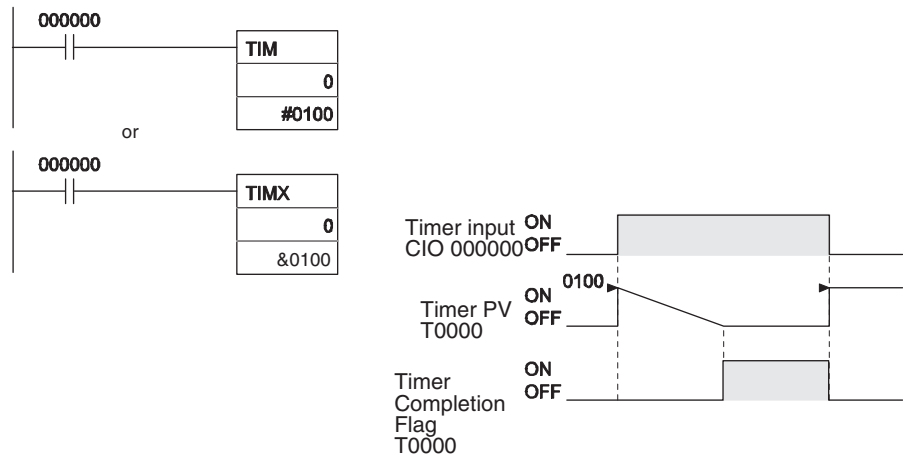 000000
TIM
0
#0100
or
000000
TIMX
0
&0100
Timer input
CIO 000000
ON
OFF
0100
Timer PV
T0000
ON
OFF
Timer
Completion
Flag
T0000
ON
OFF